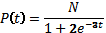 P(t) = N / (1 + 2e^{-3t})